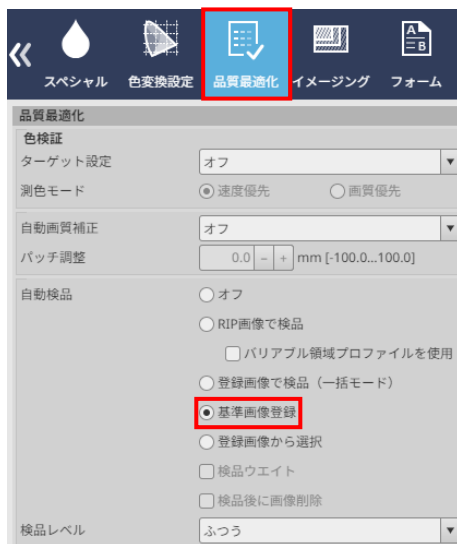 スペシャル 色変換設定 品質最適化 イメージング フォーム
品質最適化
色検証
ターゲット設定 オフ
測色モード 速度優先 画質優先
自動画質補正 オフ
パッチ調整 0.0 - + mm [-100.0...100.0]
自動検品 オフ
RIP画像で検品
バリアブル領域プロファイルを使用
登録画像で検品（一括モード）
基準画像登録
登録画像から選択
検品ウエイト
検品後に画像削除
検品レベル ふつう